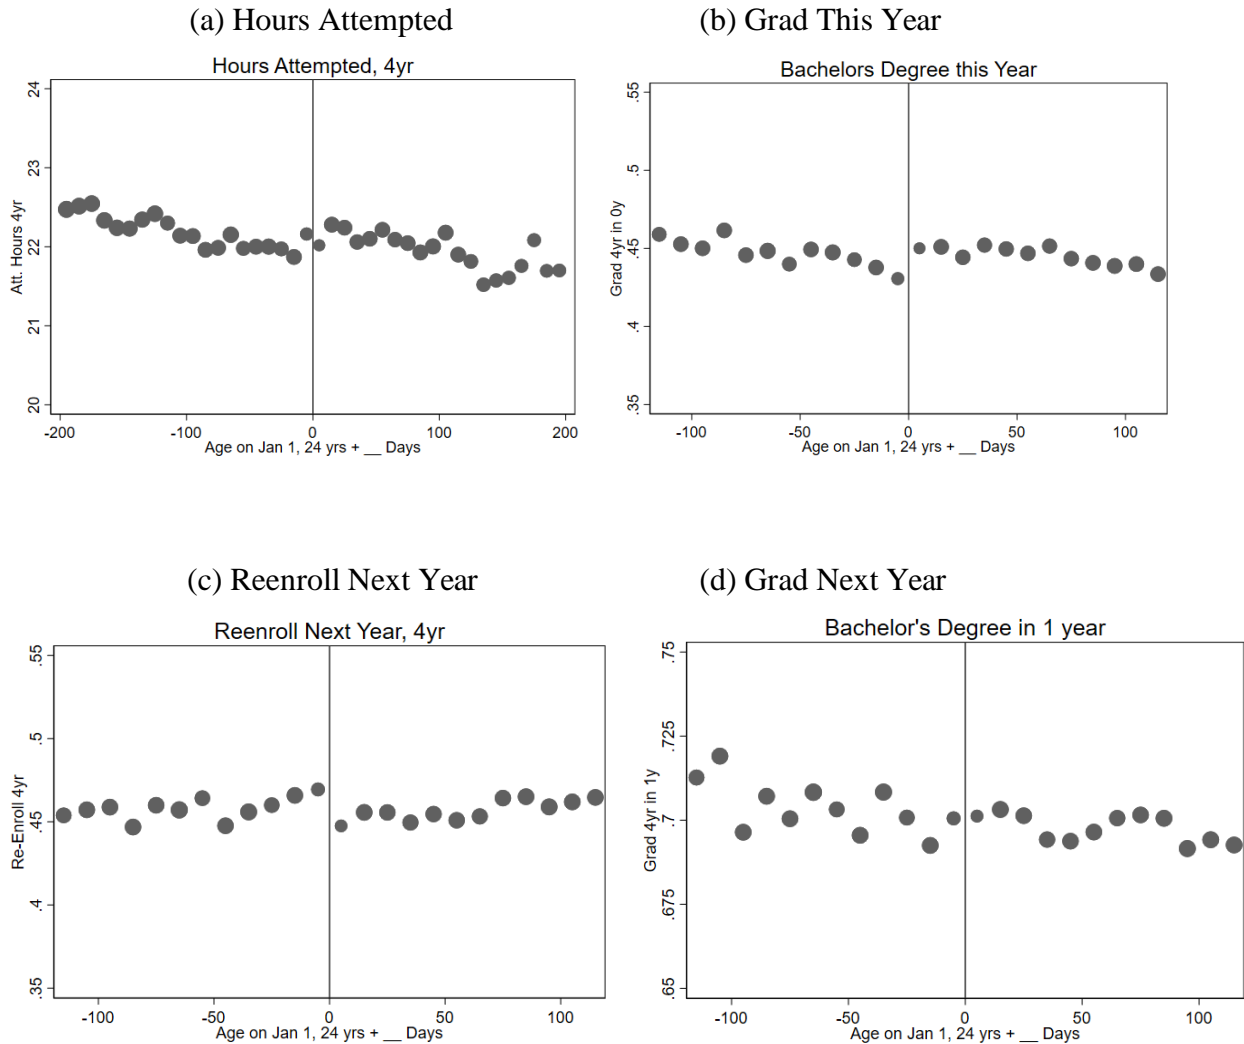 (a) Hours Attempted
(b) Grad This Year
Hours Attempted, 4yr
Att. Hours 4yr
24
23
22
21
20
-200 -100 0 100 200
Age on Jan 1, 24 yrs + __ Days
Bachelors Degree this Year
Grad 4yr in 0y
.55
.5
.45
.4
.35
-100 -50 0 50 100
Age on Jan 1, 24 yrs + __ Days
(c) Reenroll Next Year
(d) Grad Next Year
Reenroll Next Year, 4yr
Re-Enroll 4yr
.55
.5
.45
.4
.35
-100 -50 0 50 100
Age on Jan 1, 24 yrs + __ Days
Bachelor's Degree in 1 year
Grad 4yr in 1y
.75
.725
.7
.675
.65
-100 -50 0 50 100
Age on Jan 1, 24 yrs + __ Days